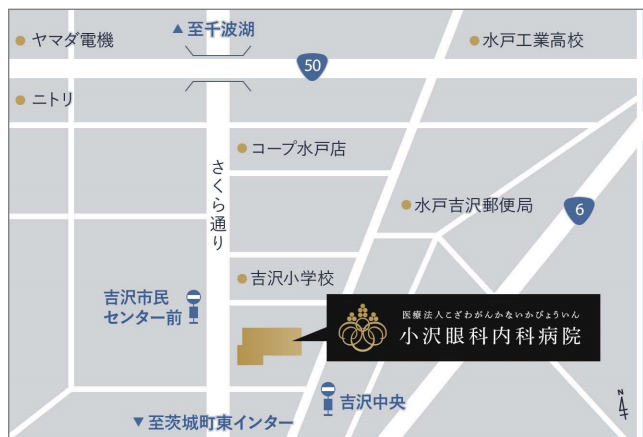 ヤマダ電機
▲至千波湖
水戸工業高校
50
ニトリ
コープ水戸店
さくら通り
水戸吉沢郵便局
6
吉沢小学校
吉沢市民
センター前
医療法人こざわがんかないかびょういん
小沢眼科内科病院
吉沢中央
▼至茨城町東インター
N